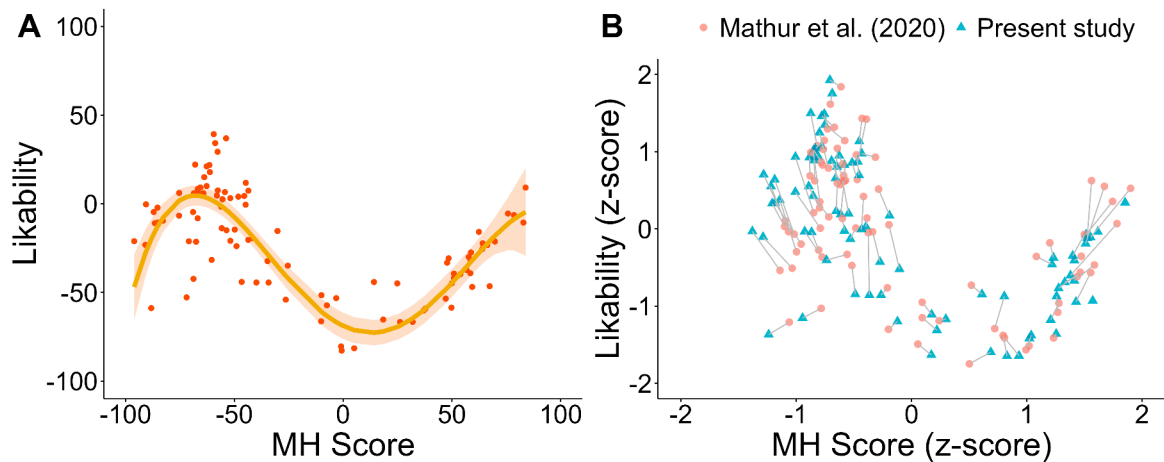 A
Likability
100
50
0
-50
-100
-100
-50
0
50
100
MH Score
B
Mathur et al. (2020)
Present study
Likability (z-score)
2
1
0
-1
-2
-2
-1
0
1
2
MH Score (z-score)